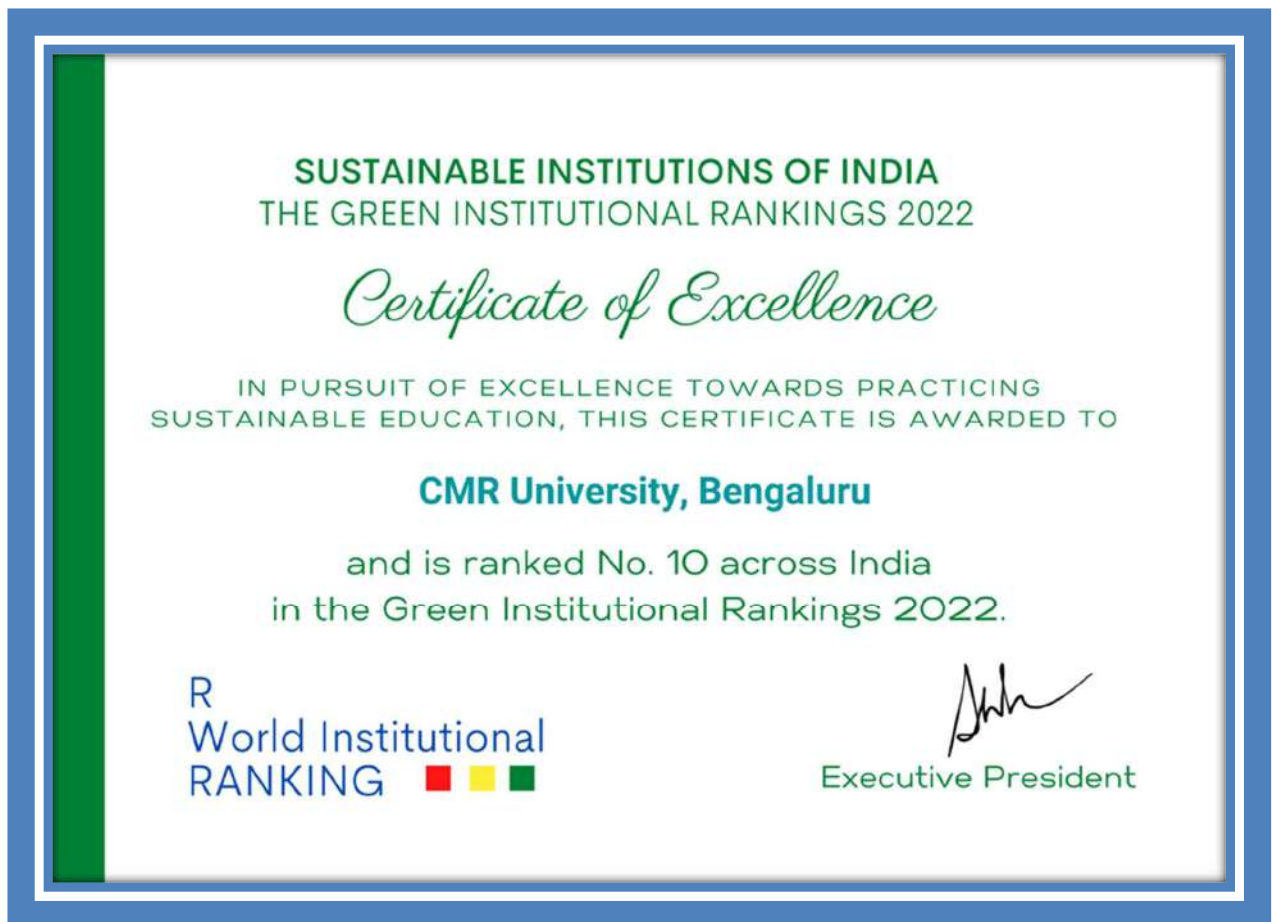 SUSTAINABLE INSTITUTIONS OF INDIA
THE GREEN INSTITUTIONAL RANKINGS 2022
Certificate of Excellence
IN PURSUIT OF EXCELLENCE TOWARDS PRACTICING
SUSTAINABLE EDUCATION, THIS CERTIFICATE IS AWARDED TO
CMR University, Bengaluru
and is ranked No. 10 across India
in the Green Institutional Rankings 2022.
R
World Institutional
RANKING
Executive President